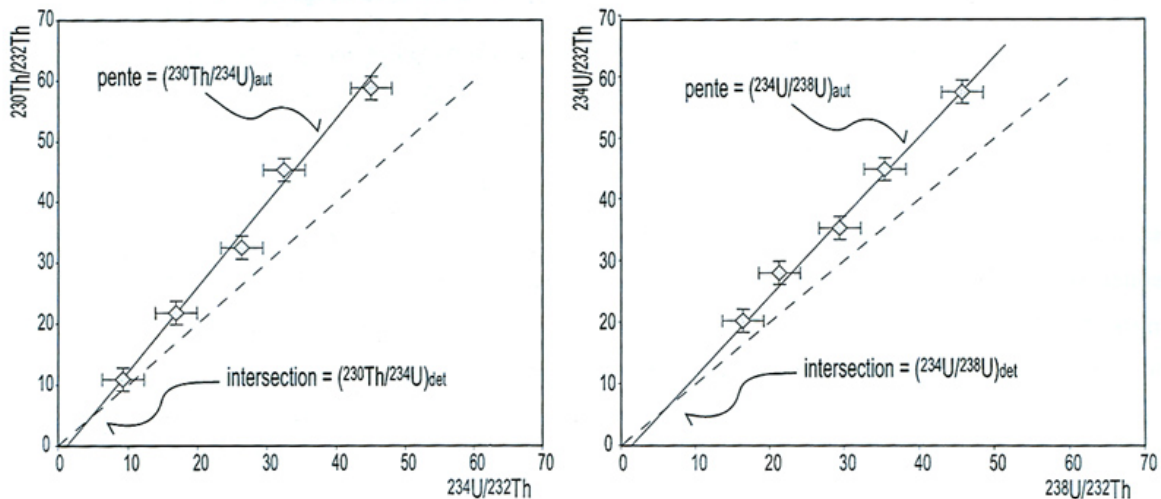 70
60
50
40
30
20
10
0
²³⁰Th/²³²Th
pente = (²³⁰Th/²³⁴U)aut
intersection = (²³⁰Th/²³⁴U)det
0 10 20 30 40 50 60 70
²³⁴U/²³²Th
70
60
50
40
30
20
10
0
²³⁴U/²³²Th
pente = (²³⁴U/²³⁸U)aut
intersection = (²³⁴U/²³⁸U)det
0 10 20 30 40 50 60 70
²³⁸U/²³²Th